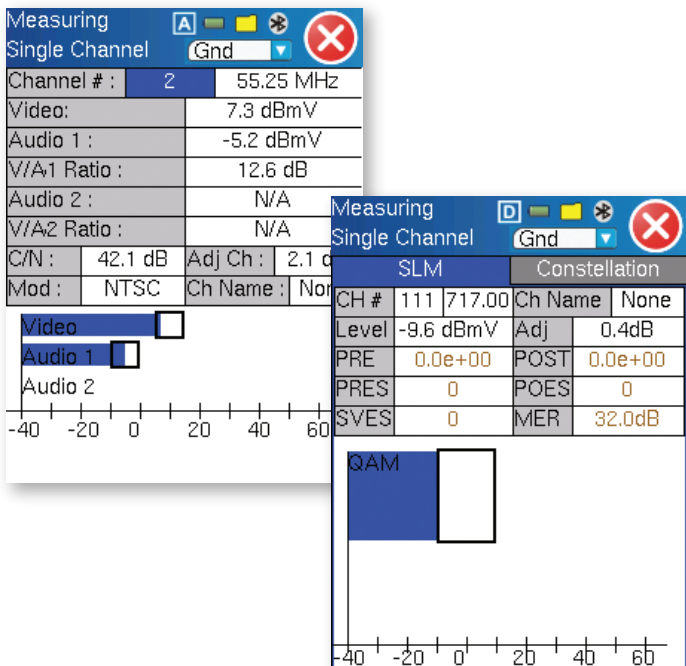 Measuring A
Single Channel Gnd
Channel # : 2 55.25 MHz
Video: 7.3 dBmV
Audio 1 : -5.2 dBmV
V/A1 Ratio : 12.6 dB
Audio 2 : N/A
V/A2 Ratio : N/A
C/N : 42.1 dB Adj Ch : 2.1
Mod : NTSC Ch Name :
Video
Audio 1
Audio 2
-40 -20 0 20 40 60
Measuring D
Single Channel Gnd
SLM Constellation
CH # 111 717.00 Ch Name None
Level -9.6 dBmV Adj 0.4dB
PRE 0.0e+00 POST 0.0e+00
PRES 0 POES 0
SVES 0 MER 32.0dB
QAM
-40 -20 0 20 40 60